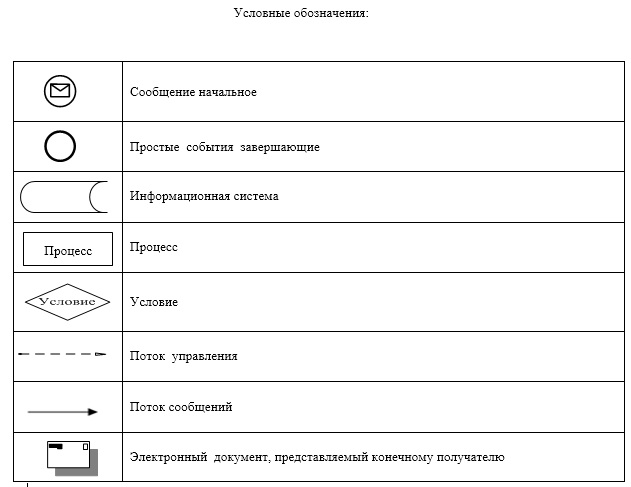 Условные обозначения:
Сообщение начальное
Простые события завершающие
Информационная система
Процесс
Процесс
Условие
Условие
Поток управления
Поток сообщений
Электронный документ, представляемый конечному получателю